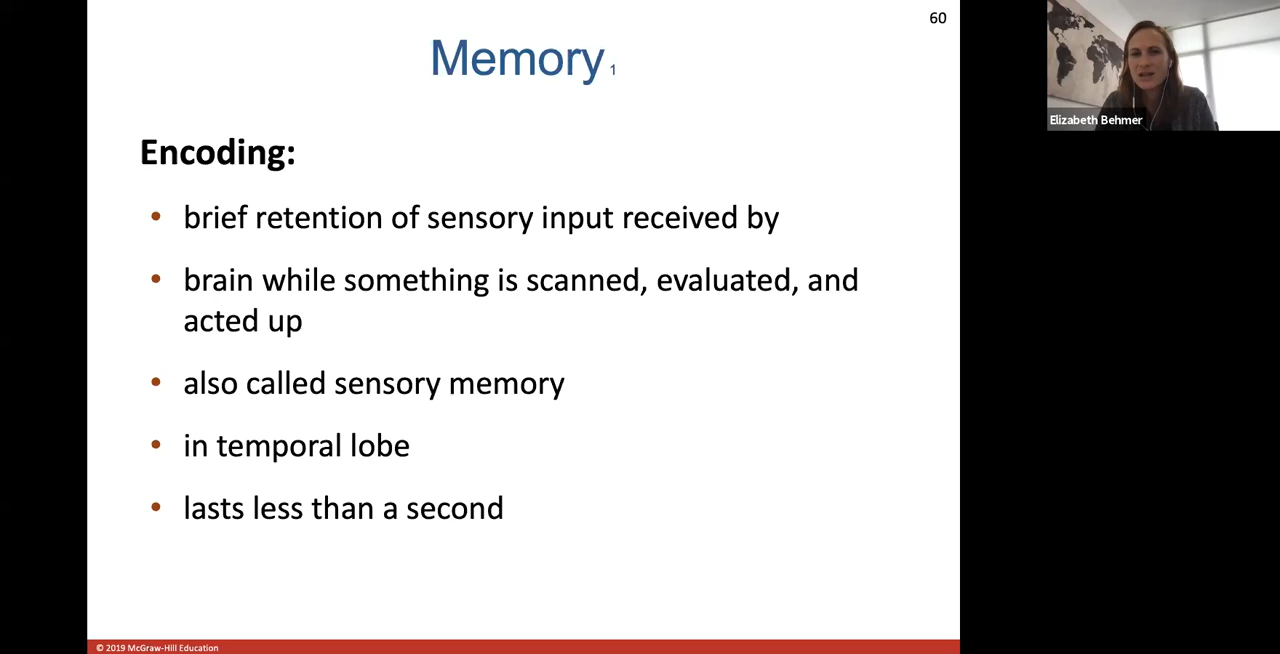 60
Memory 1
Encoding:
• brief retention of sensory input received by
• brain while something is scanned, evaluated, and
acted up
• also called sensory memory
• in temporal lobe
• lasts less than a second
© 2019 McGraw-Hill Education
Elizabeth Behmer